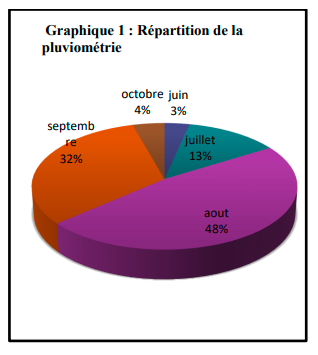 Graphique 1 : Répartition de la
pluviométrie
octobre
4%
juin
3%
juillet
13%
aout
48%
septemb
re
32%